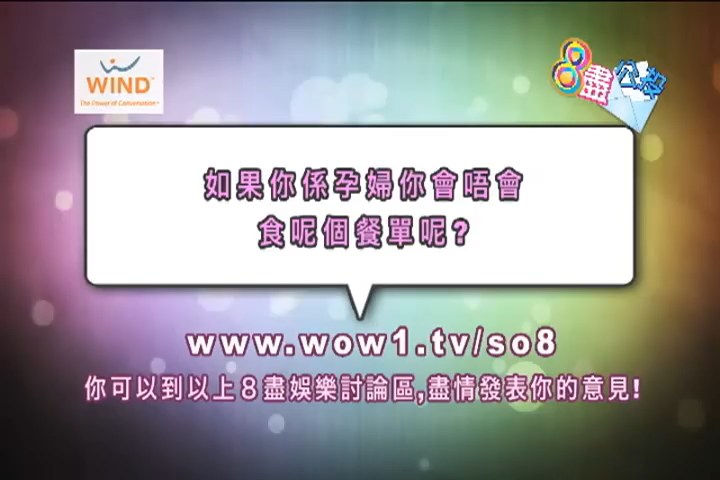 WIND
The Power of Conversation
8盡信箱
如果你係孕婦你會唔會
食呢個餐單呢?
www.wow1.tv/so8
你可以到以上8盡娛樂討論區,盡情發表你的意見!